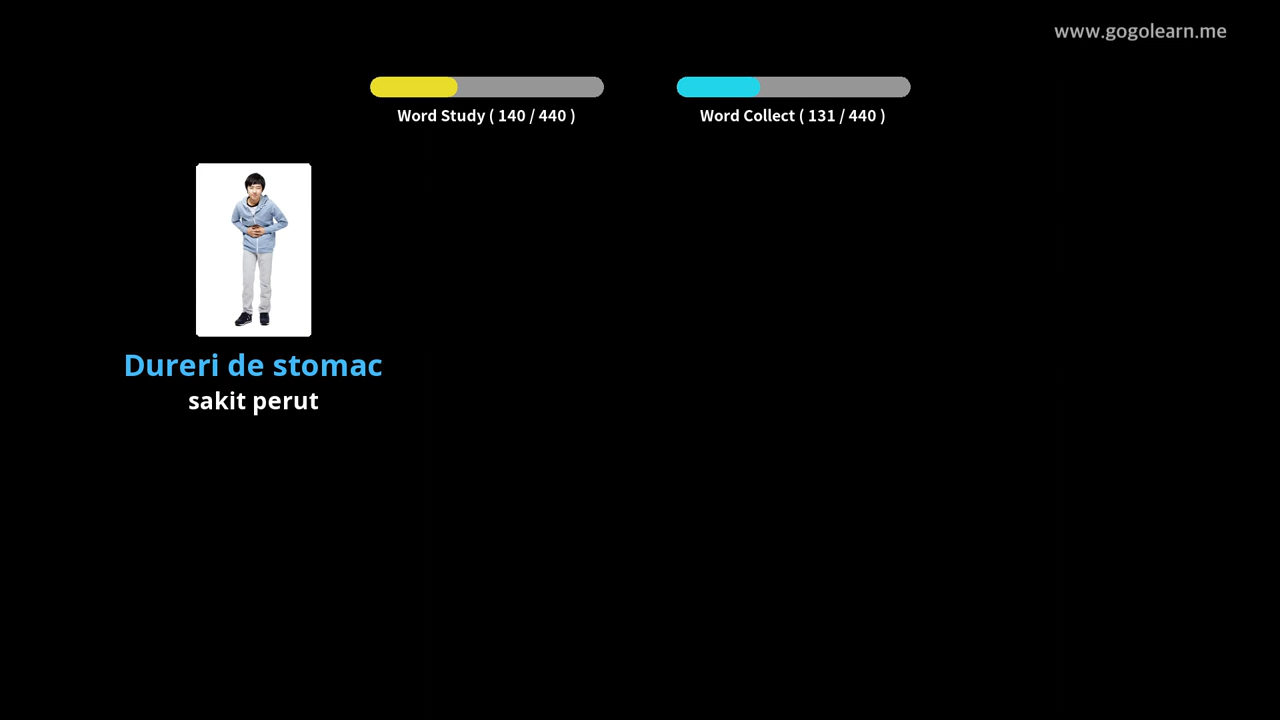 www.gogolearn.me
Word Study ( 140 / 440 )
Word Collect ( 131 / 440 )
Dureri de stomac
sakit perut